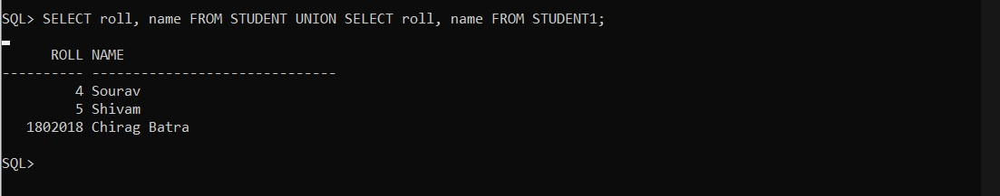 SQL> SELECT roll, name FROM STUDENT UNION SELECT roll, name FROM STUDENT1;
ROLL NAME
---------- ------------------------------
4 Sourav
5 Shivam
1802018 Chirag Batra
SQL>